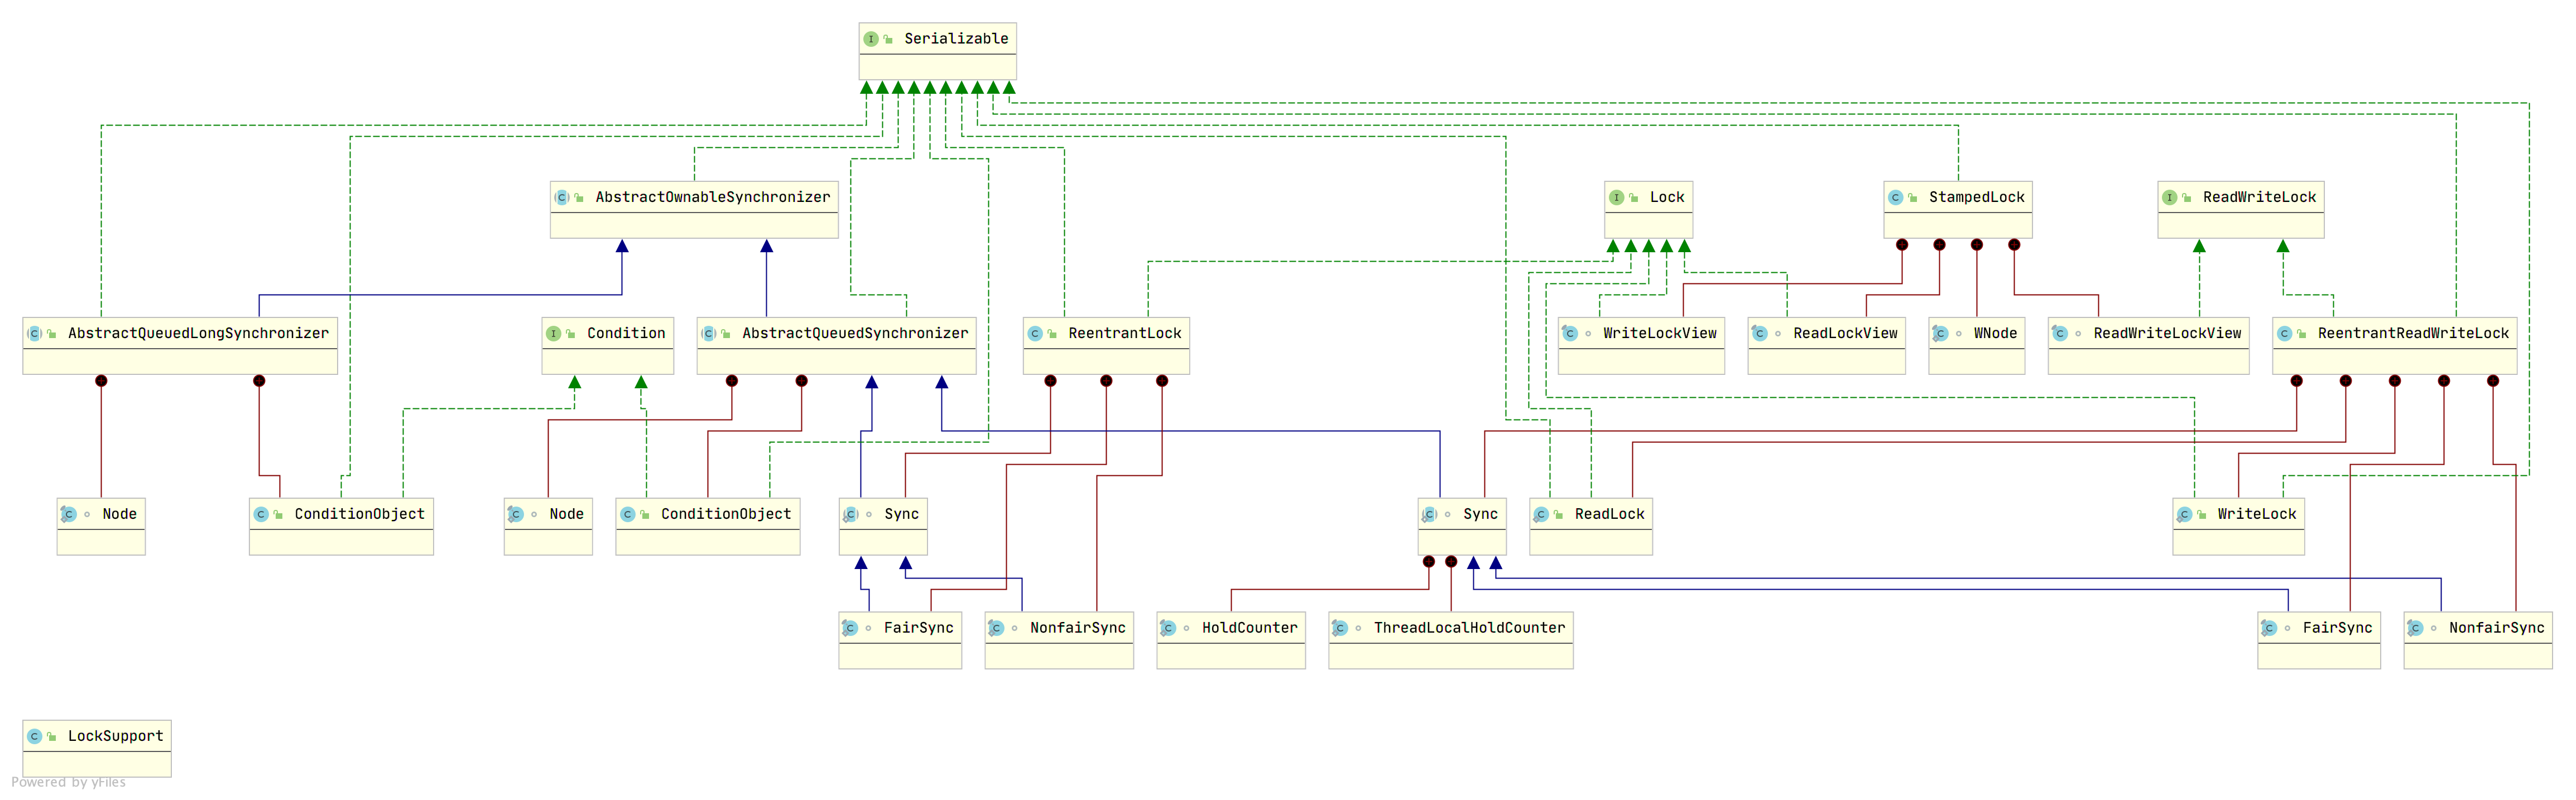 Serializable
AbstractOwnableSynchronizer
Lock
StampedLock
ReadWriteLock
AbstractQueuedLongSynchronizer
Condition
AbstractQueuedSynchronizer
ReentrantLock
WriteLockView
ReadLockView
WNode
ReadWriteLockView
ReentrantReadWriteLock
Node
ConditionObject
Node
ConditionObject
Sync
Sync
ReadLock
WriteLock
FairSync
NonfairSync
HoldCounter
ThreadLocalHoldCounter
FairSync
NonfairSync
LockSupport
Powered by yFiles